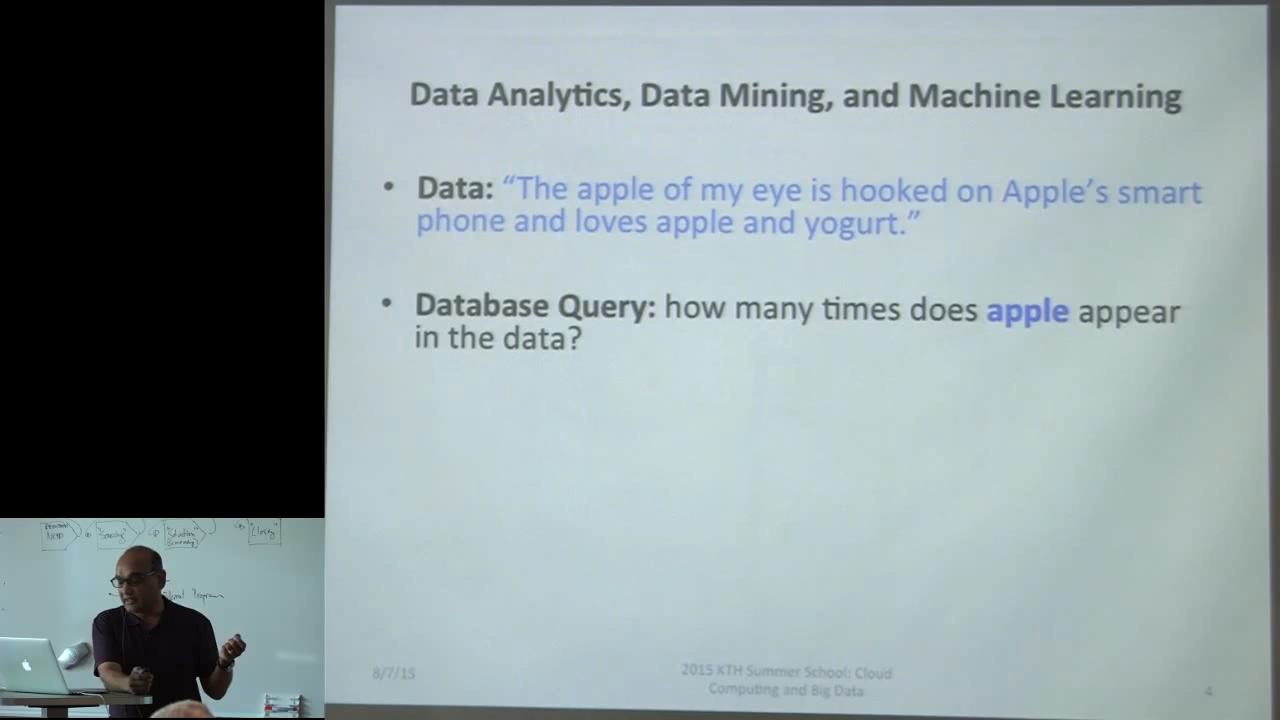 Data Analytics, Data Mining, and Machine Learning
• Data: “The apple of my eye is hooked on Apple’s smart
phone and loves apple and yogurt.”
• Database Query: how many times does apple appear
in the data?
8/7/15
2015 KTH Summer School: Cloud
Computing and Big Data
4
Program